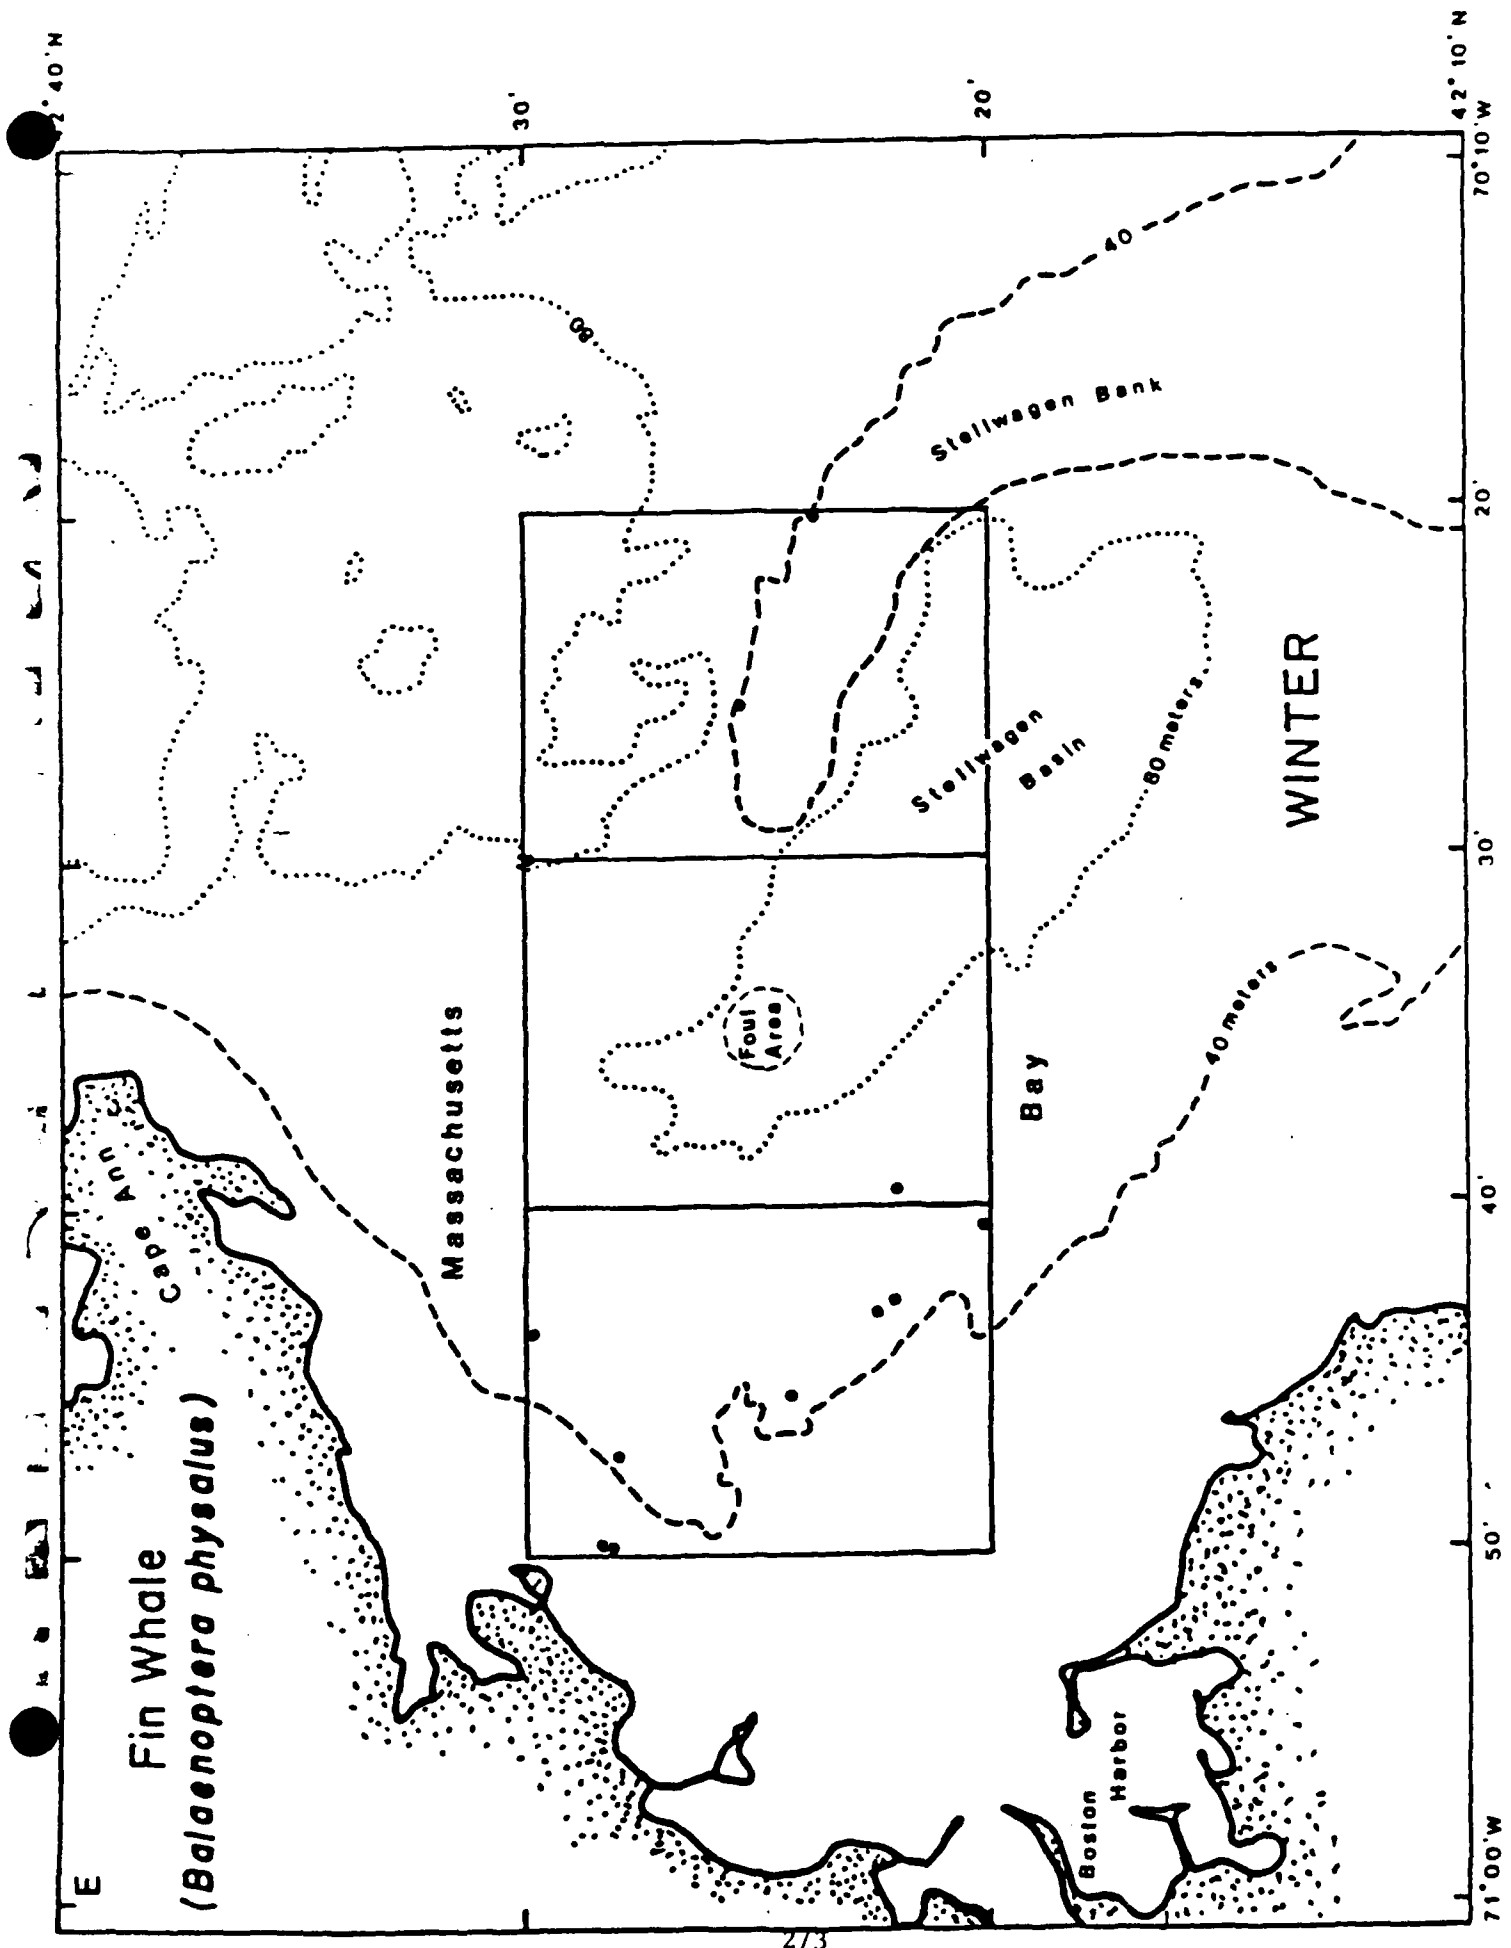 E
Fin Whale
(Balaenoptera physalus)
Cape Ann
Massachusetts
Bay
Foul
Area
Stellwagen
Basin
Stellwagen Bank
80
40
80 meters
40 meters
Boston
Harbor
WINTER
2°40'N
30'
20'
42°10'N
71°00'W
50'
40'
30'
20'
70°10'W
273